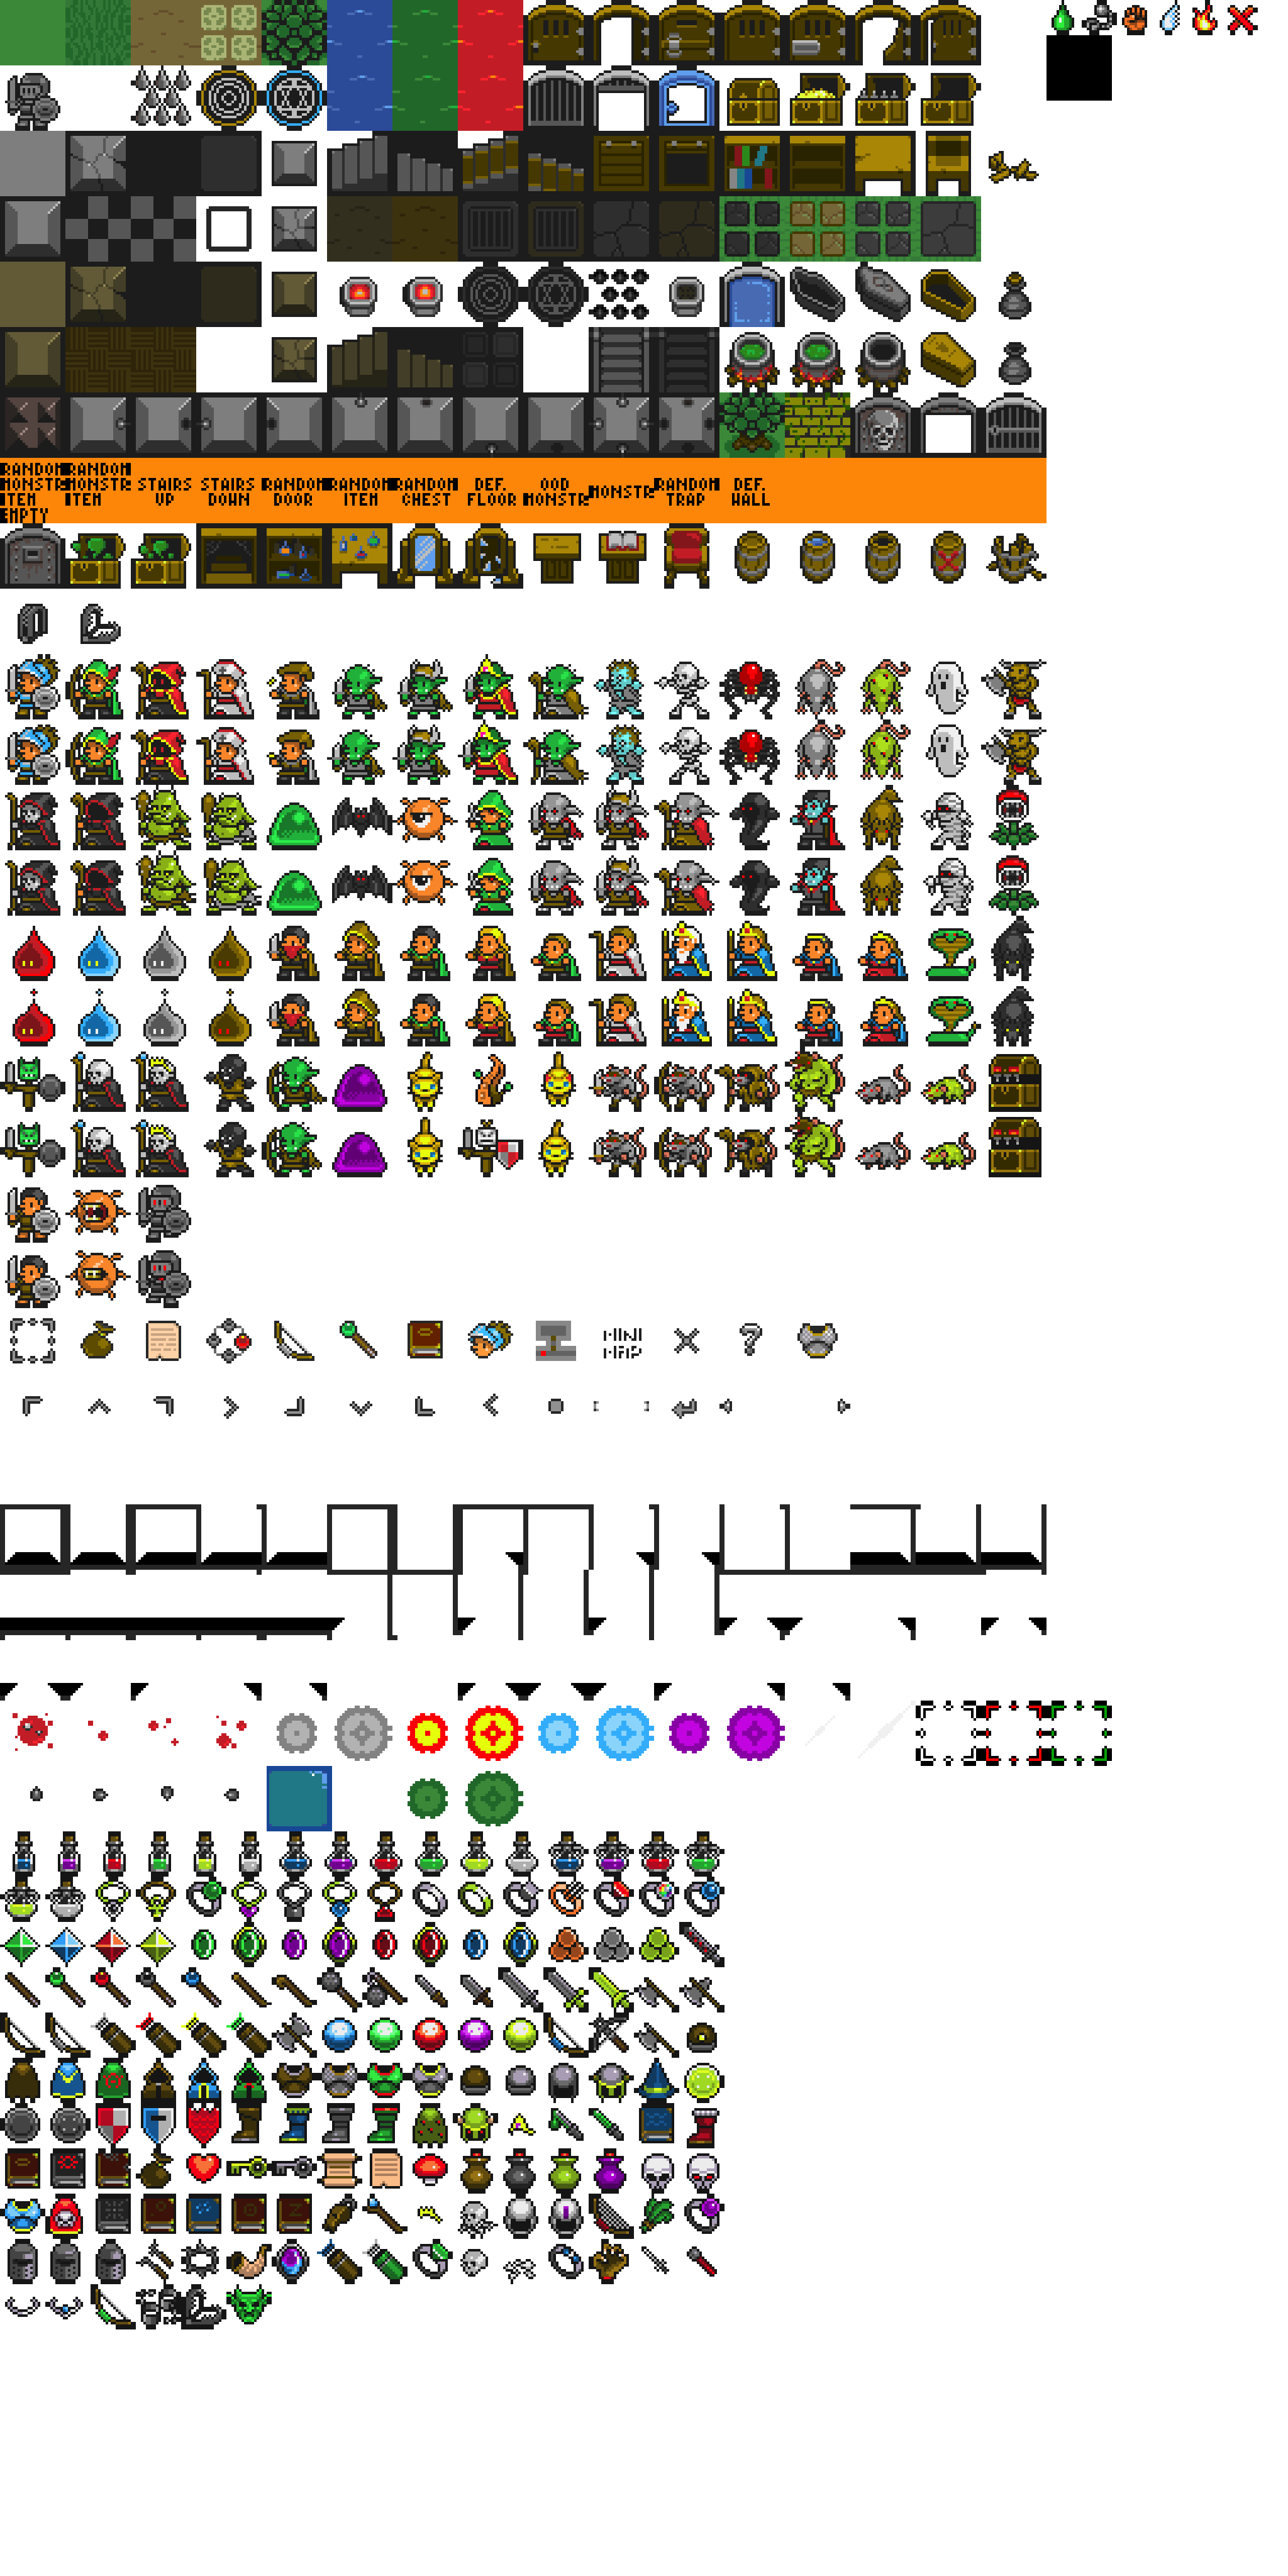 RANDOM
MONSTR
ITEM
EMPTY
RANDOM
MONSTR
ITEM
STAIRS
UP
STAIRS
DOWN
RANDOM
DOOR
RANDOM
ITEM
RANDOM
CHEST
DEF.
FLOOR
OOD
MONSTR
MONSTR
RANDOM
TRAP
DEF.
WALL
MINI
MAP
?